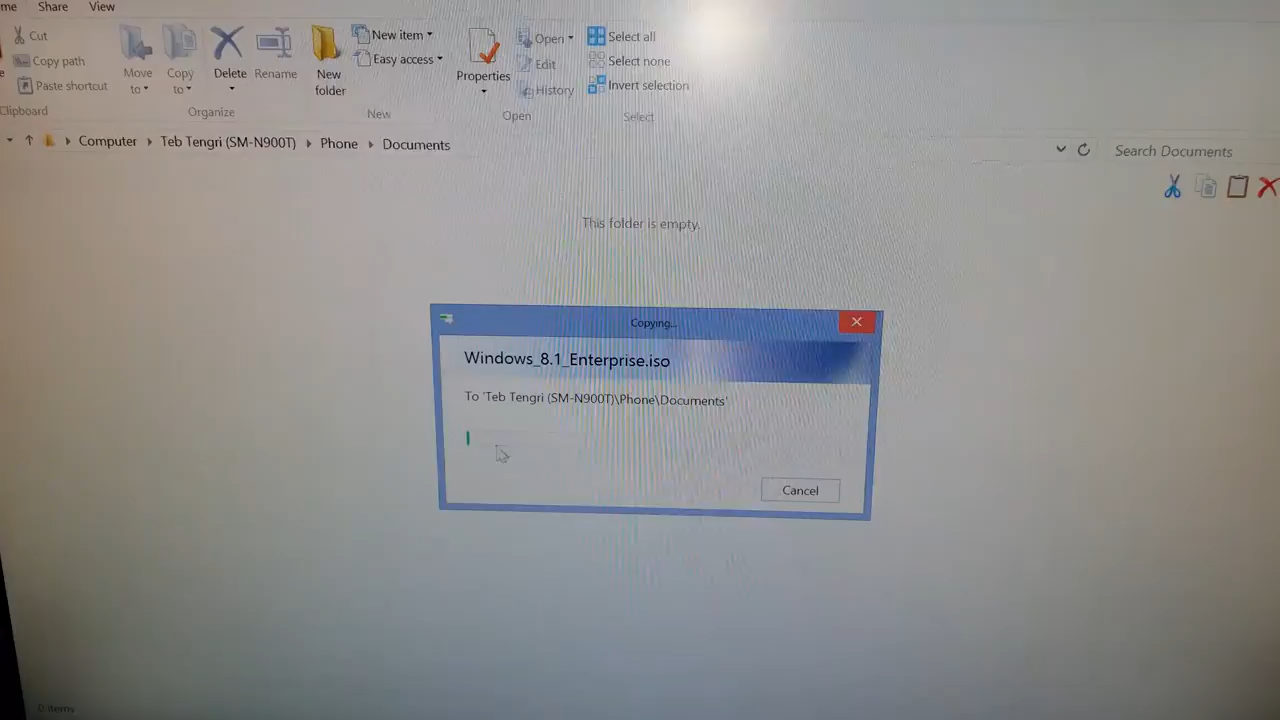 me Share View
Cut
Copy path
Paste shortcut
Clipboard
Move to
Copy to
Delete
Rename
Organize
New folder
New item
Easy access
New
Properties
Open
Edit
History
Open
Select all
Select none
Invert selection
Select
Computer Teb Tengri (SM-N900T) Phone Documents
Search Documents
This folder is empty.
Copying...
Windows_8.1_Enterprise.iso
To 'Teb Tengri (SM-N900T)\Phone\Documents'
Cancel
0 items